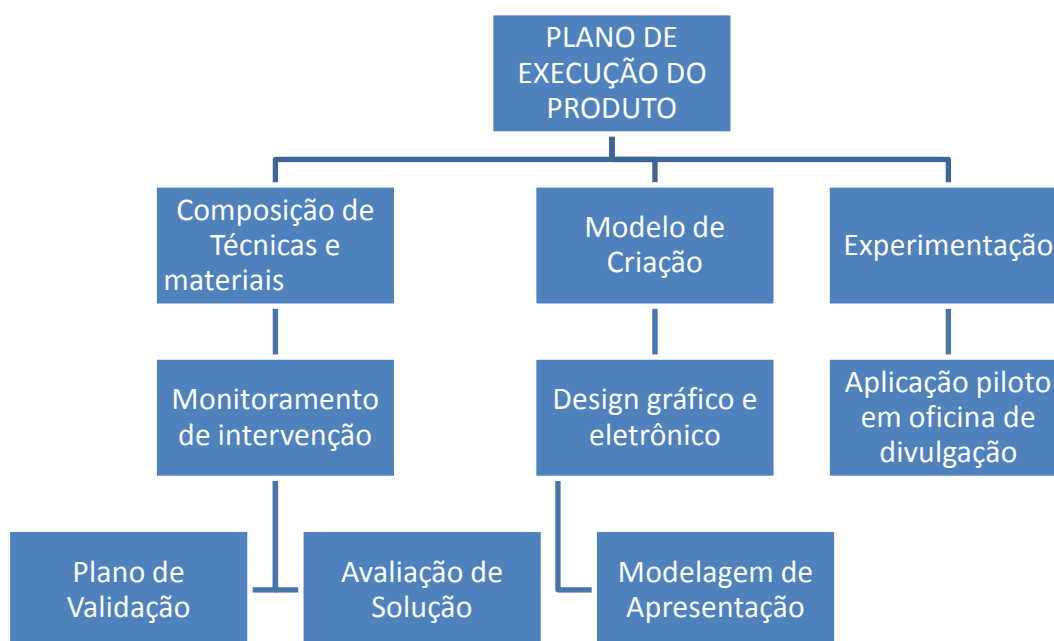 PLANO DE
EXECUÇÃO DO
PRODUTO
Composição de
Técnicas e
materiais
Modelo de
Criação
Experimentação
Monitoramento
de intervenção
Design gráfico e
eletrônico
Aplicação piloto
em oficina de
divulgação
Plano de
Validação
Avaliação de
Solução
Modelagem de
Apresentação